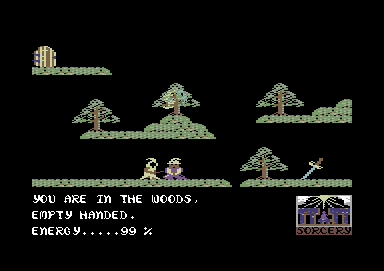 YOU ARE IN THE WOODS,
EMPTY HANDED.
ENERGY.....99 %
SORCERY